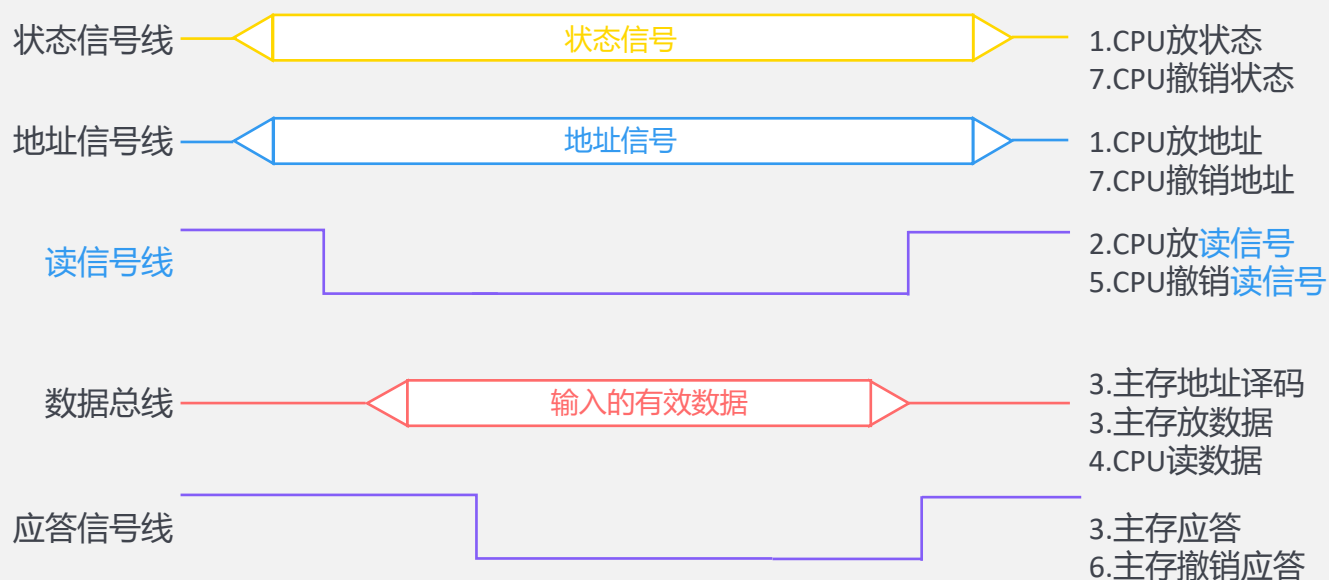 状态信号线
状态信号
1.CPU放状态
7.CPU撤销状态
地址信号线
地址信号
1.CPU放地址
7.CPU撤销地址
读信号线
2.CPU放读信号
5.CPU撤销读信号
数据总线
输入的有效数据
3.主存地址译码
3.主存放数据
4.CPU读数据
应答信号线
3.主存应答
6.主存撤销应答